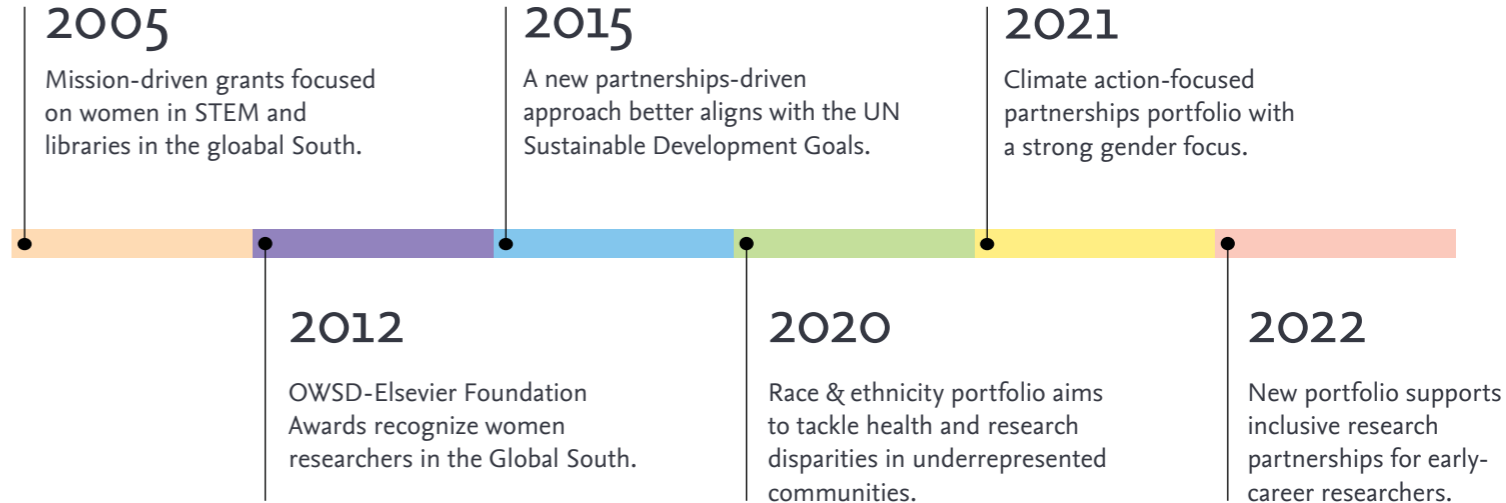 2005
Mission-driven grants focused
on women in STEM and
libraries in the gloabal South.
2015
A new partnerships-driven
approach better aligns with the UN
Sustainable Development Goals.
2021
Climate action-focused
partnerships portfolio with
a strong gender focus.
2012
OWSD-Elsevier Foundation
Awards recognize women
researchers in the Global South.
2020
Race & ethnicity portfolio aims
to tackle health and research
disparities in underrepresented
communities.
2022
New portfolio supports
inclusive research
partnerships for early-
career researchers.